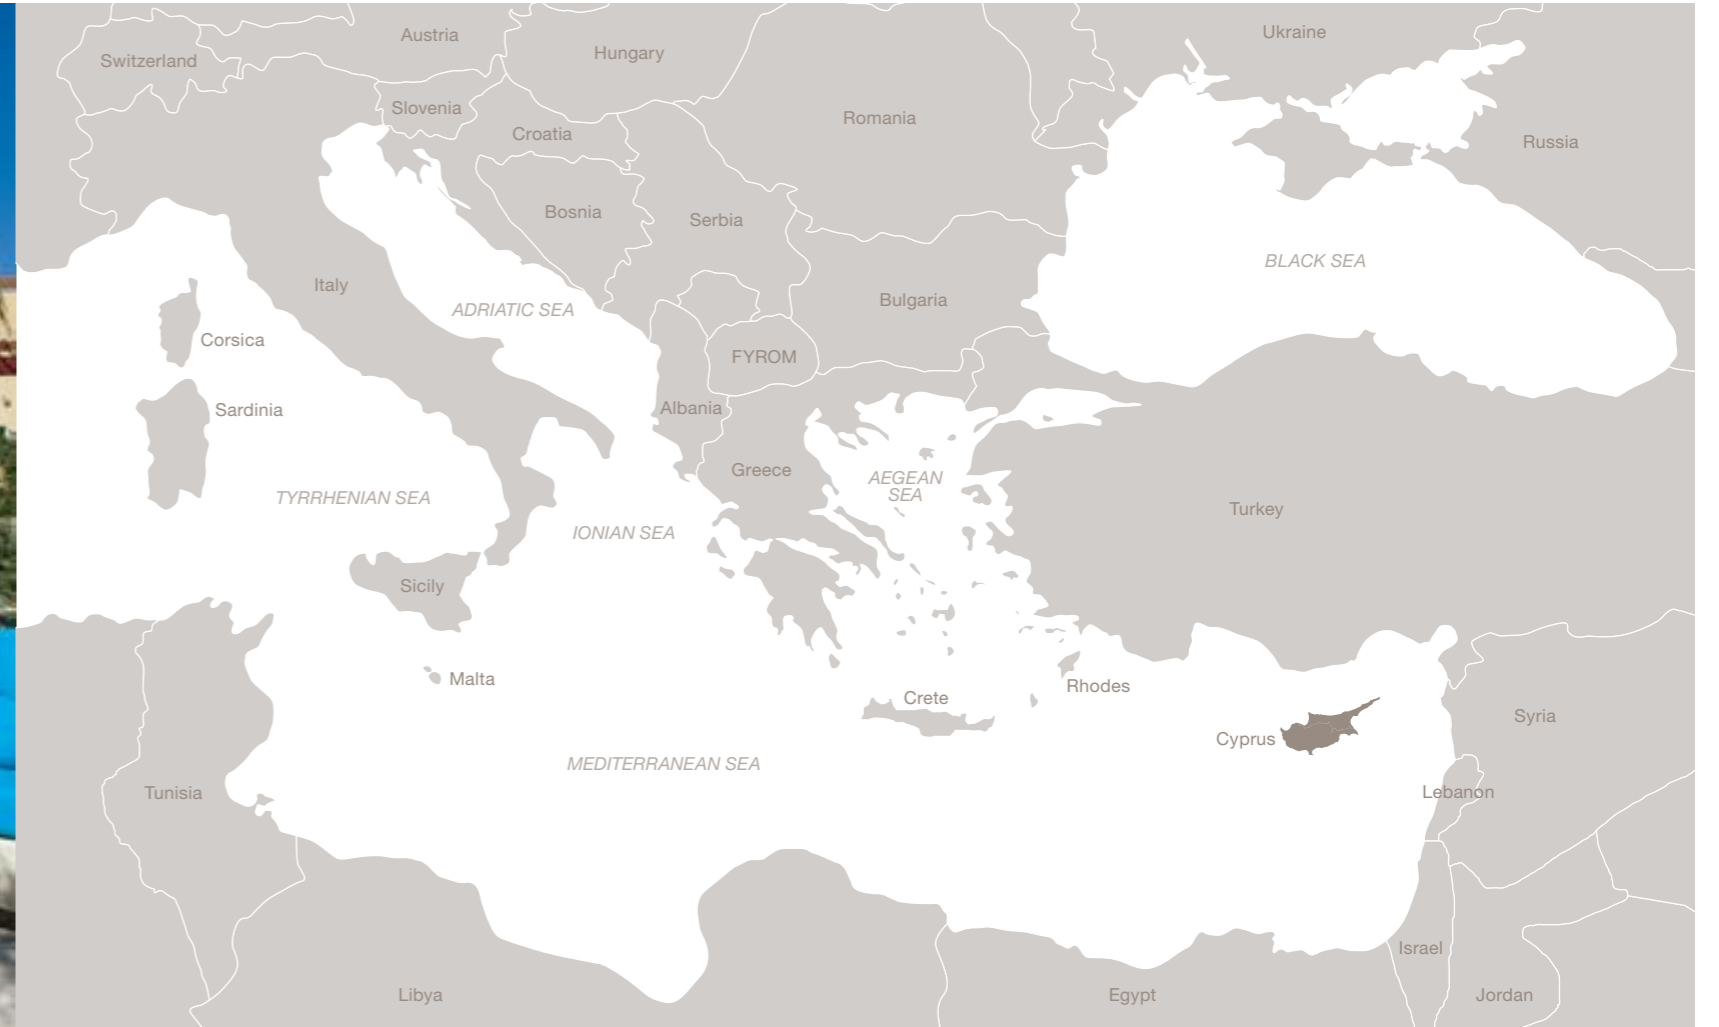 Ukraine
Austria
Hungary
Switzerland
Slovenia
Romania
Croatia
Russia
Bosnia
Serbia
BLACK SEA
Italy
Bulgaria
ADRIATIC SEA
Corsica
FYROM
Albania
Sardinia
Greece
AEGEAN
SEA
TYRRHENIAN SEA
Turkey
IONIAN SEA
Sicily
Malta
Rhodes
Crete
Syria
Cyprus
MEDITERRANEAN SEA
Lebanon
Tunisia
Israel
Libya
Egypt
Jordan